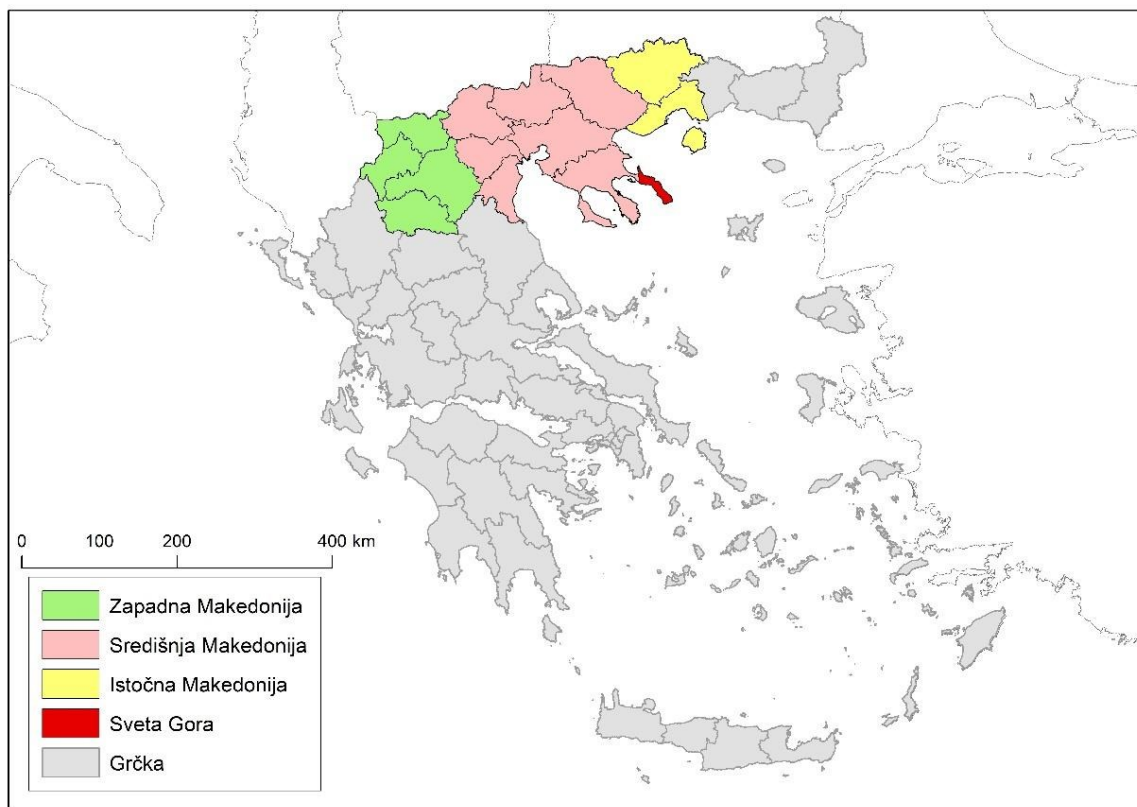 0 100 200 400 km
Zapadna Makedonija
Središnja Makedonija
Istočna Makedonija
Sveta Gora
Grčka